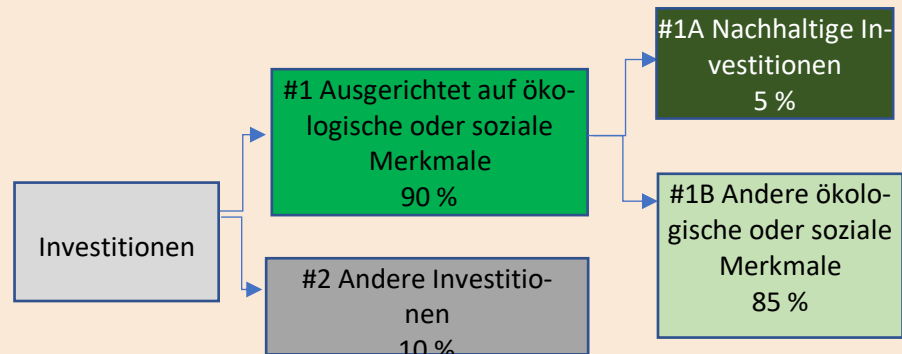 Investitionen
#1 Ausgerichtet auf öko-
logische oder soziale
Merkmale
90 %
#2 Andere Investitio-
nen
10 %
#1A Nachhaltige In-
vestitionen
5 %
#1B Andere ökolo-
gische oder soziale
Merkmale
85 %